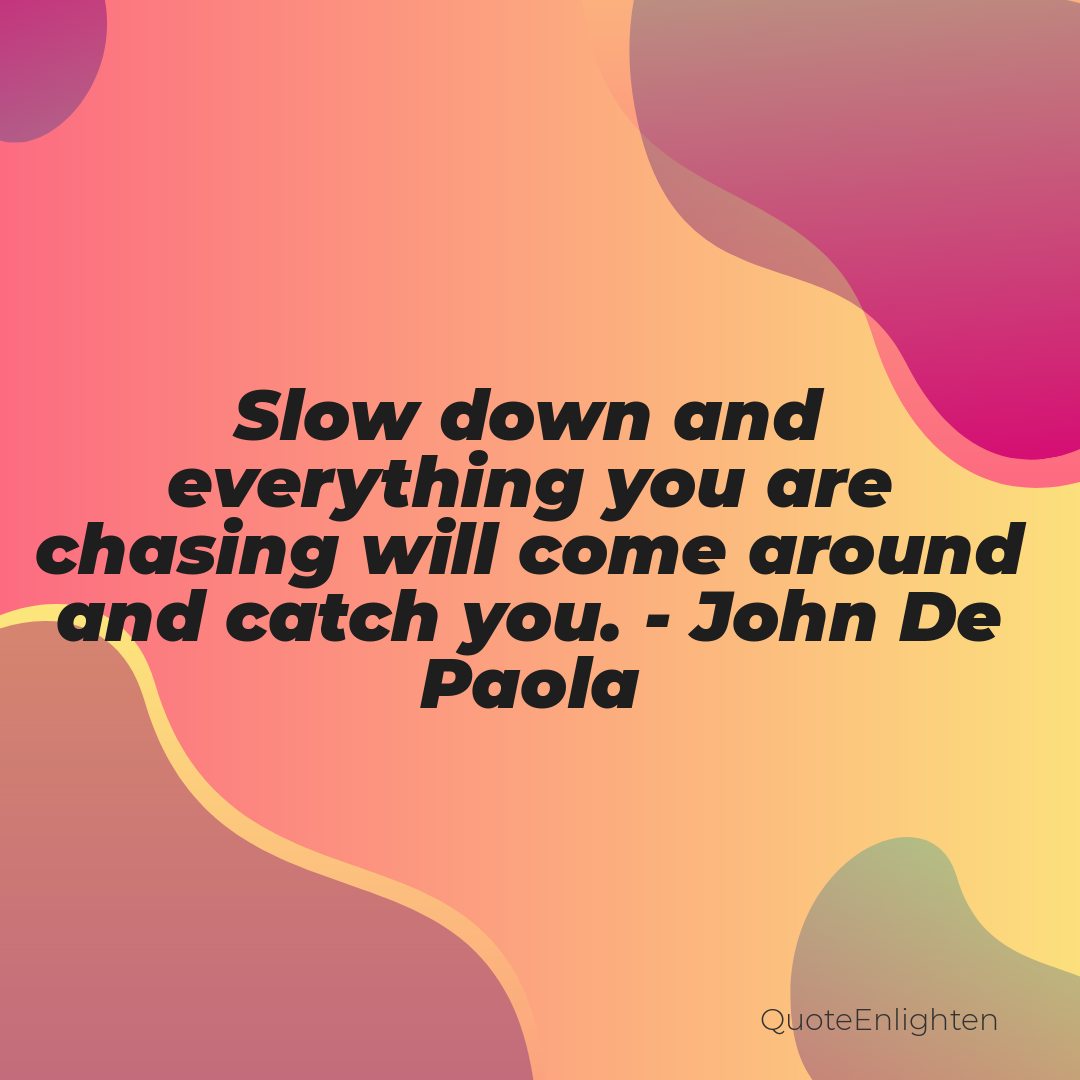 Slow down and
everything you are
chasing will come around
and catch you. - John De
Paola
QuoteEnlighten